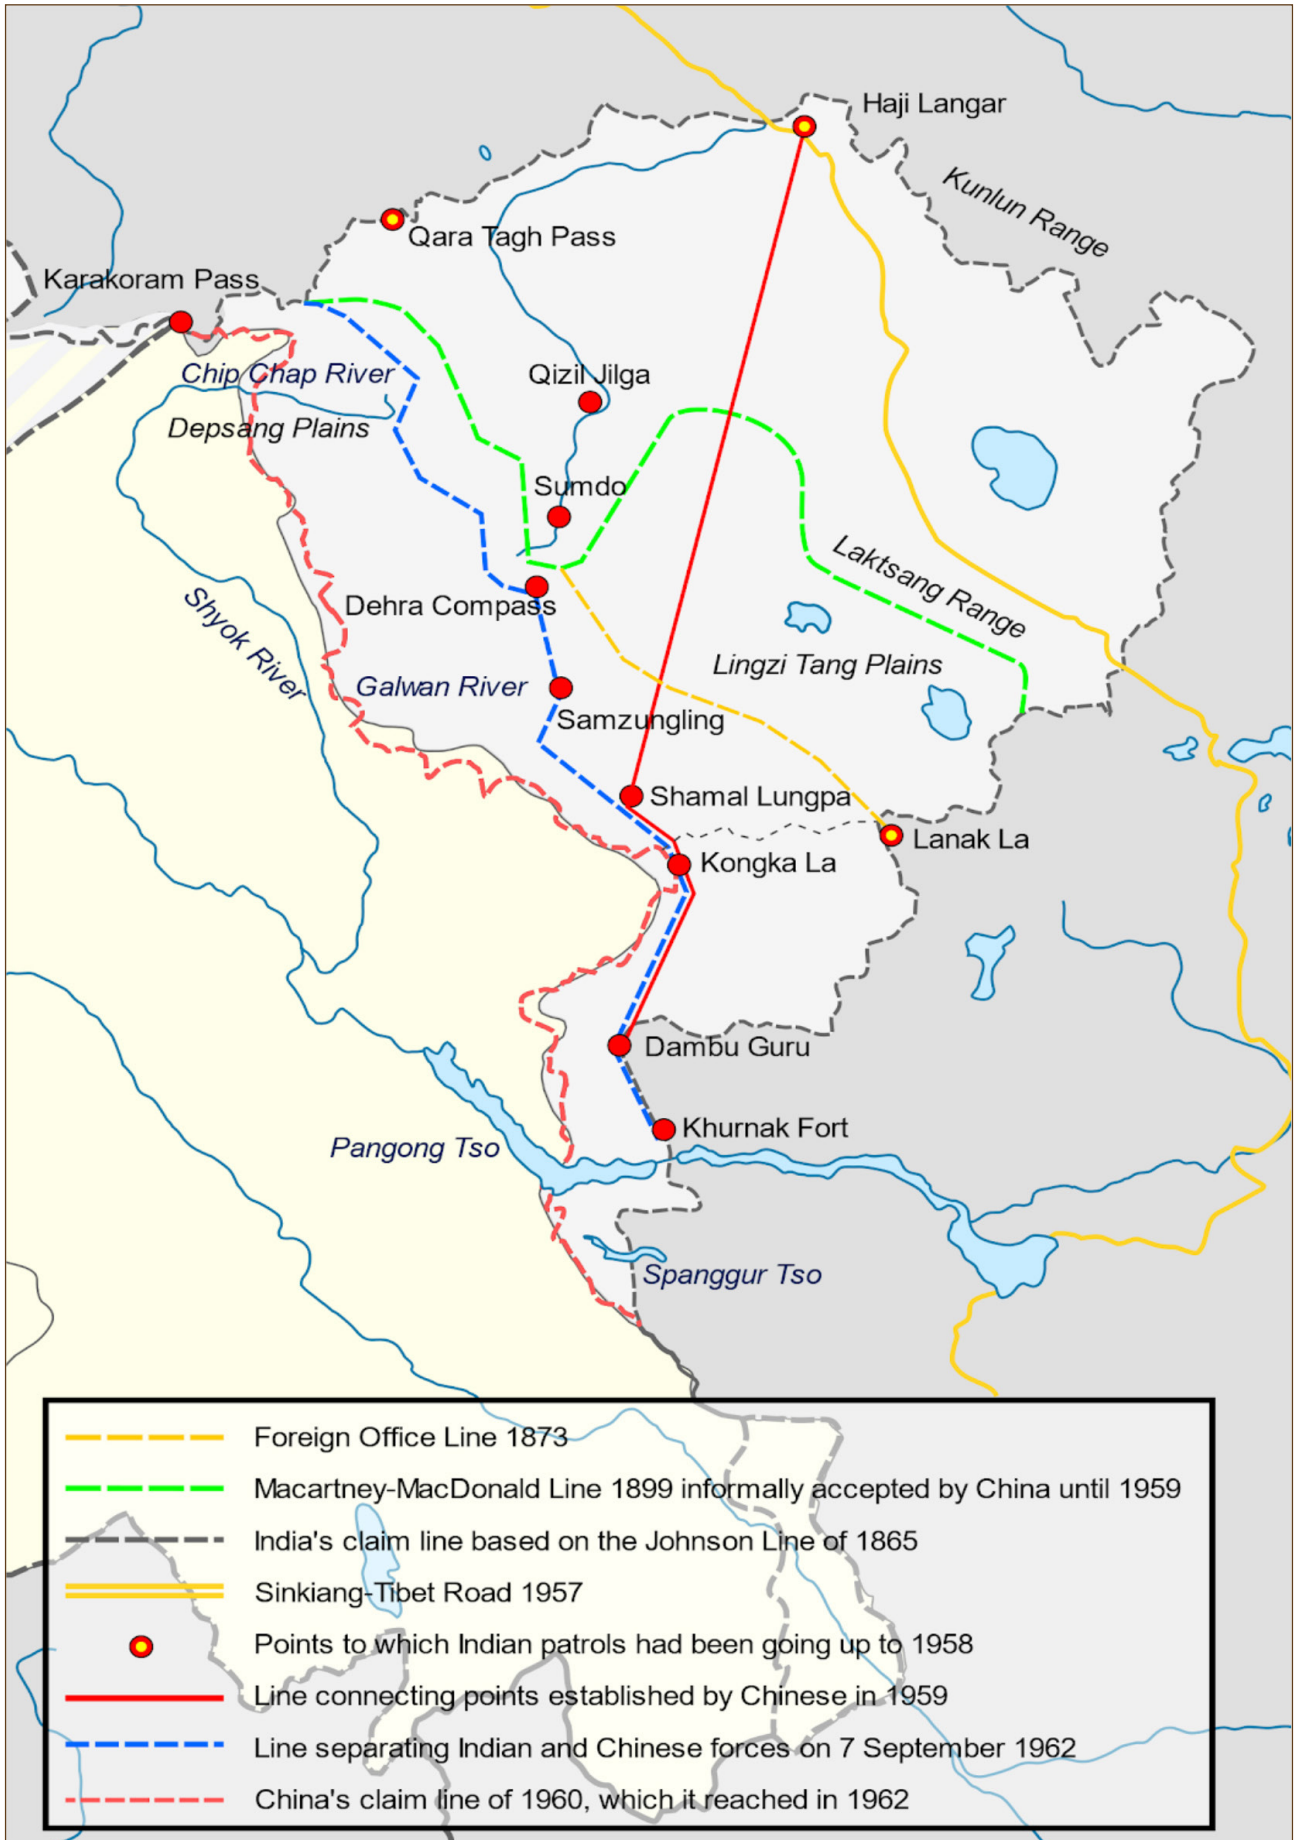 Haji Langar
Kunlun Range
Qara Tagh Pass
Karakoram Pass
Chip Chap River
Qizil Jilga
Depsang Plains
Sumdo
Laktsang Range
Dehra Compass
Shyok River
Lingzi Tang Plains
Galwan River
Samzungling
Shamal Lungpa
Lanak La
Kongka La
Dambu Guru
Khurnak Fort
Pangong Tso
Spanggur Tso
Foreign Office Line 1873
Macartney-MacDonald Line 1899 informally accepted by China until 1959
India's claim line based on the Johnson Line of 1865
Sinkiang-Tibet Road 1957
Points to which Indian patrols had been going up to 1958
Line connecting points established by Chinese in 1959
Line separating Indian and Chinese forces on 7 September 1962
China's claim line of 1960, which it reached in 1962